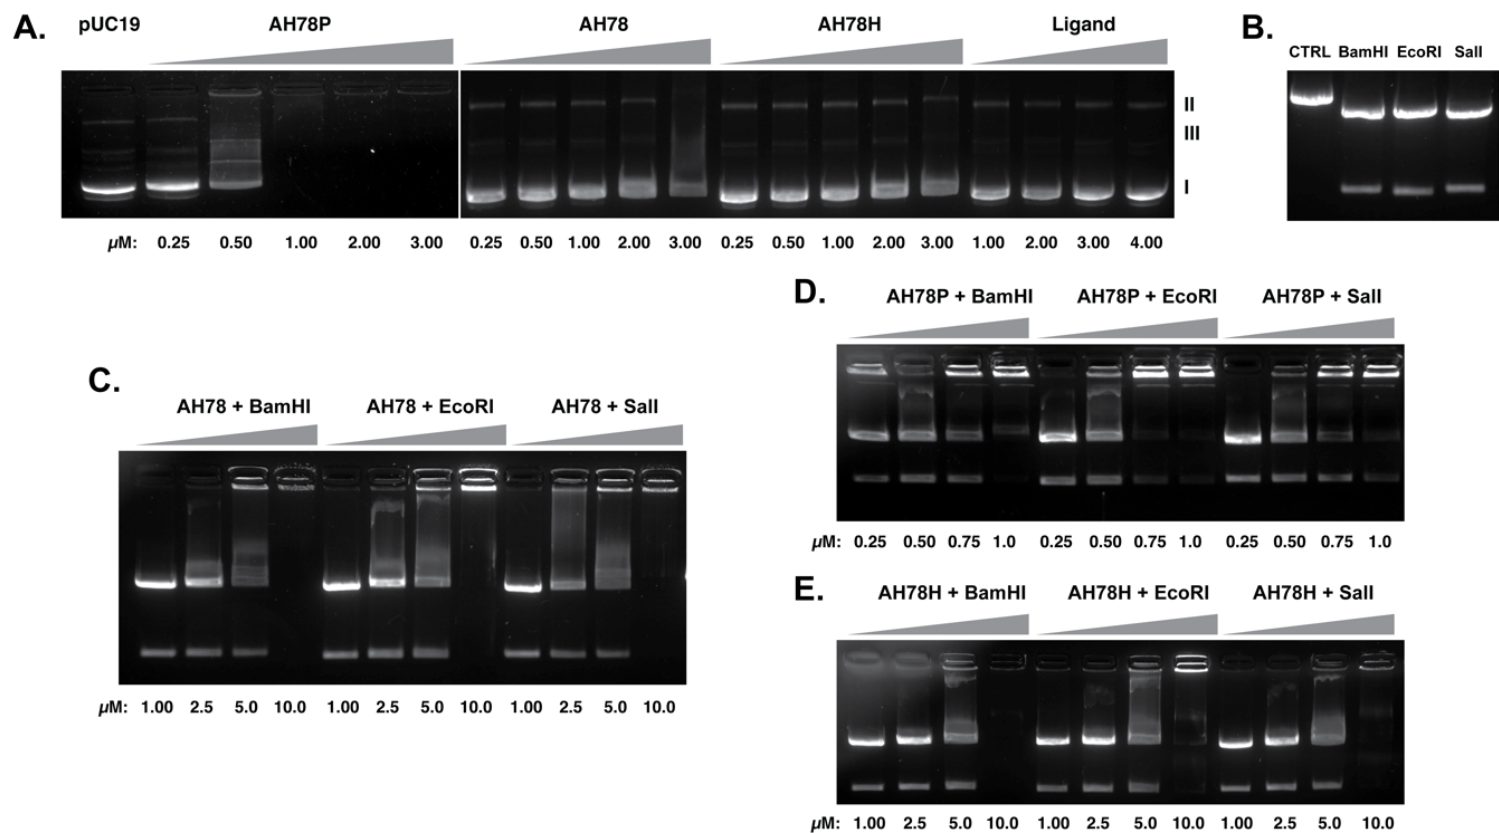 A.
pUC19 AH78P AH78 AH78H Ligand
II
III
I
µM: 0.25 0.50 1.00 2.00 3.00 0.25 0.50 1.00 2.00 3.00 0.25 0.50 1.00 2.00 3.00 1.00 2.00 3.00 4.00
B.
CTRL BamHI EcoRI SalI
C.
AH78 + BamHI AH78 + EcoRI AH78 + SalI
µM: 1.00 2.5 5.0 10.0 1.00 2.5 5.0 10.0 1.00 2.5 5.0 10.0
D.
AH78P + BamHI AH78P + EcoRI AH78P + SalI
µM: 0.25 0.50 0.75 1.0 0.25 0.50 0.75 1.0 0.25 0.50 0.75 1.0
E.
AH78H + BamHI AH78H + EcoRI AH78H + SalI
µM: 1.00 2.5 5.0 10.0 1.00 2.5 5.0 10.0 1.00 2.5 5.0 10.0